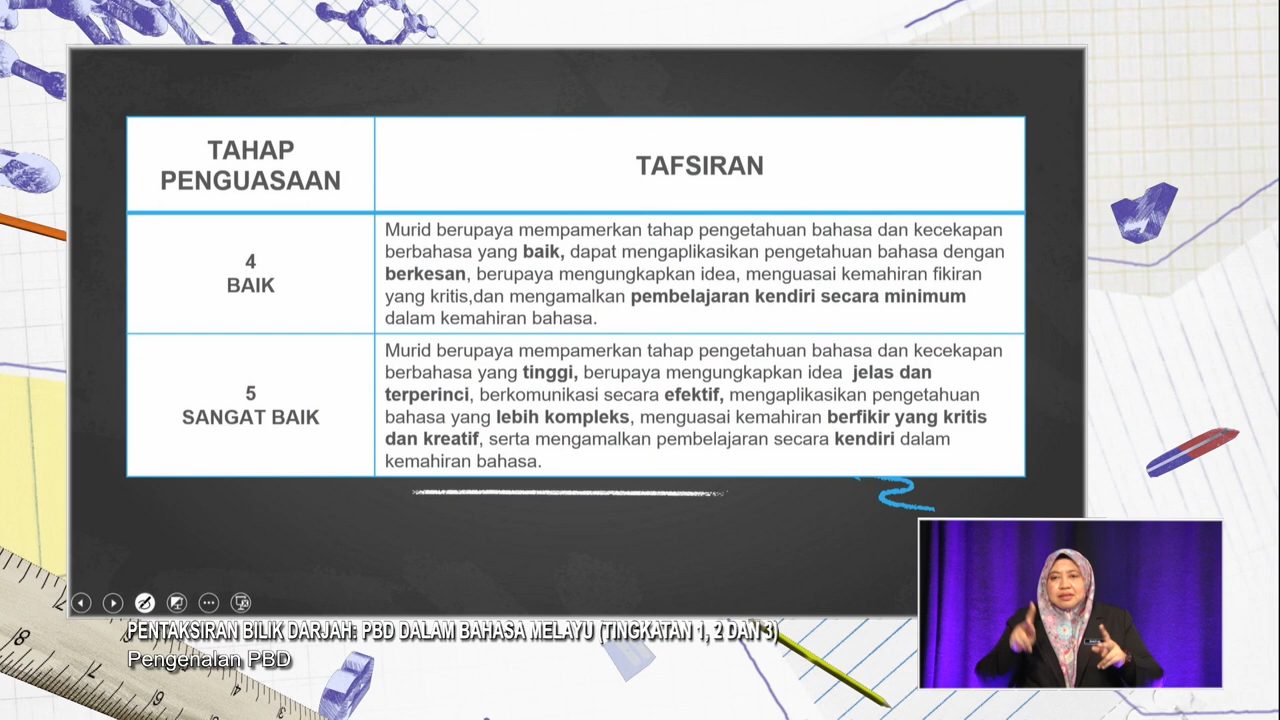 TAHAP
PENGUASAAN
TAFSIRAN
4
BAIK
Murid berupaya mempamerkan tahap pengetahuan bahasa dan kecekapan
berbahasa yang baik, dapat mengaplikasikan pengetahuan bahasa dengan
berkesan, berupaya mengungkapkan idea, menguasai kemahiran fikiran
yang kritis,dan mengamalkan pembelajaran kendiri secara minimum
dalam kemahiran bahasa.
5
SANGAT BAIK
Murid berupaya mempamerkan tahap pengetahuan bahasa dan kecekapan
berbahasa yang tinggi, berupaya mengungkapkan idea jelas dan
terperinci, berkomunikasi secara efektif, mengaplikasikan pengetahuan
bahasa yang lebih kompleks, menguasai kemahiran berfikir yang kritis
dan kreatif, serta mengamalkan pembelajaran secara kendiri dalam
kemahiran bahasa.
PENTAKSIRAN BILIK DARJAH: PBD DALAM BAHASA MELAYU (TINGKATAN 1, 2 DAN 3)
Pengenalan PBD